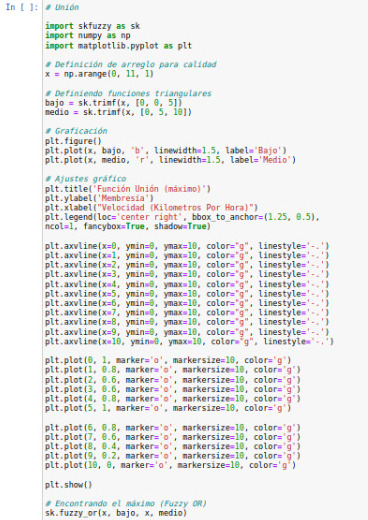 In [ ]: # Unión
import skfuzzy as sk
import numpy as np
import matplotlib.pyplot as plt
# Definición de arreglo para calidad
x = np.arange(0, 11, 1)
# Definiendo funciones triangulares
bajo = sk.trimf(x, [0, 0, 5])
medio = sk.trimf(x, [0, 5, 10])
# Graficación
plt.figure()
plt.plot(x, bajo, 'b', linewidth=1.5, label='Bajo')
plt.plot(x, medio, 'r', linewidth=1.5, label='Medio')
# Ajustes gráfico
plt.title('Función Unión (máximo)')
plt.ylabel('Membresía')
plt.xlabel("Velocidad (Kilometros Por Hora)")
plt.legend(loc='center right', bbox_to_anchor=(1.25, 0.5),
ncol=1, fancybox=True, shadow=True)
plt.axvline(x=0, ymin=0, ymax=10, color="g", linestyle='-.')
plt.axvline(x=1, ymin=0, ymax=10, color="g", linestyle='-.')
plt.axvline(x=2, ymin=0, ymax=10, color="g", linestyle='-.')
plt.axvline(x=3, ymin=0, ymax=10, color="g", linestyle='-.')
plt.axvline(x=4, ymin=0, ymax=10, color="g", linestyle='-.')
plt.axvline(x=5, ymin=0, ymax=10, color="g", linestyle='-.')
plt.axvline(x=6, ymin=0, ymax=10, color="g", linestyle='-.')
plt.axvline(x=7, ymin=0, ymax=10, color="g", linestyle='-.')
plt.axvline(x=8, ymin=0, ymax=10, color="g", linestyle='-.')
plt.axvline(x=9, ymin=0, ymax=10, color="g", linestyle='-.')
plt.axvline(x=10, ymin=0, ymax=10, color="g", linestyle='-.')
plt.plot(0, 1, marker='o', markersize=10, color='g')
plt.plot(1, 0.8, marker='o', markersize=10, color='g')
plt.plot(2, 0.6, marker='o', markersize=10, color='g')
plt.plot(3, 0.6, marker='o', markersize=10, color='g')
plt.plot(4, 0.8, marker='o', markersize=10, color='g')
plt.plot(5, 1, marker='o', markersize=10, color='g')
plt.plot(6, 0.8, marker='o', markersize=10, color='g')
plt.plot(7, 0.6, marker='o', markersize=10, color='g')
plt.plot(8, 0.4, marker='o', markersize=10, color='g')
plt.plot(9, 0.2, marker='o', markersize=10, color='g')
plt.plot(10, 0, marker='o', markersize=10, color='g')
plt.show()
# Encontrando el máximo (Fuzzy OR)
sk.fuzzy_or(x, bajo, x, medio)